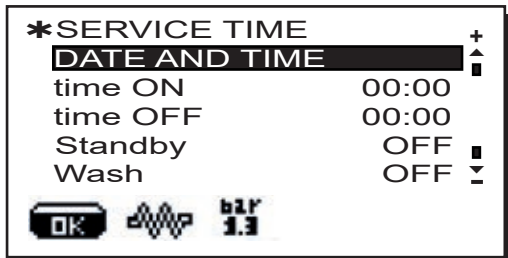 *SERVICE TIME
DATE AND TIME
time ON 00:00
time OFF 00:00
Standby OFF
Wash OFF
OK
bar
1.1